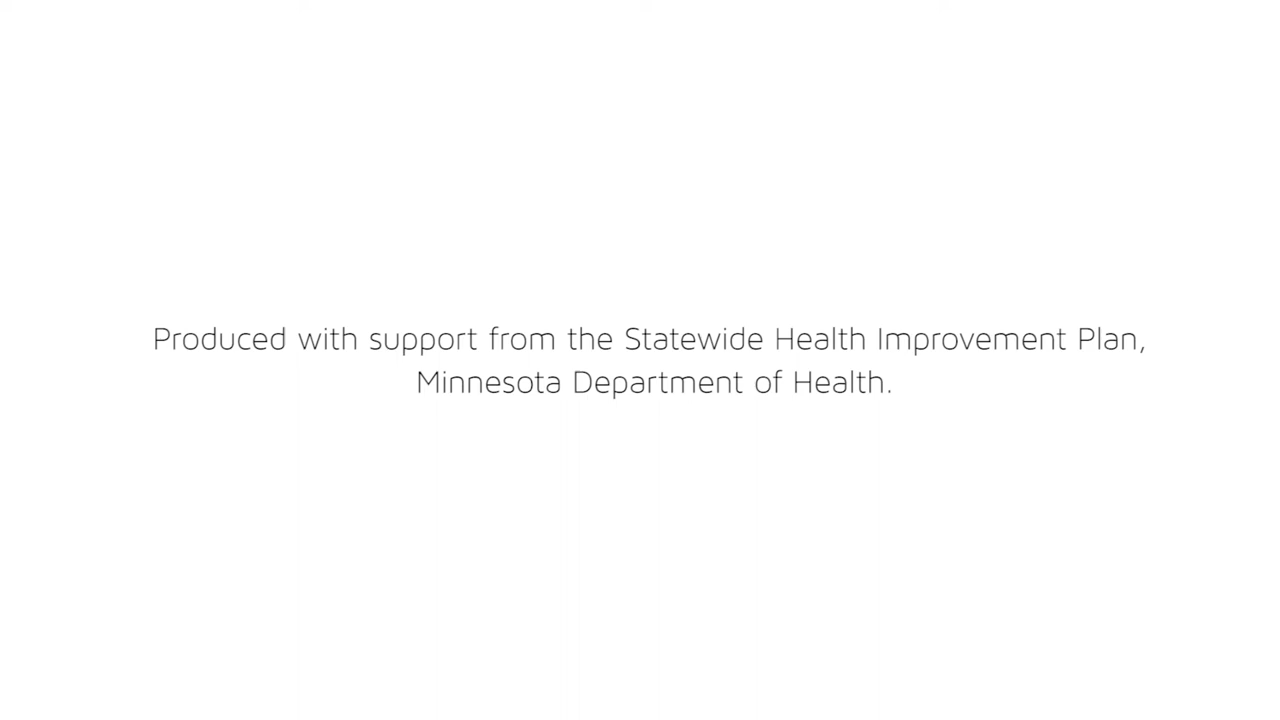 Produced with support from the Statewide Health Improvement Plan,
Minnesota Department of Health.